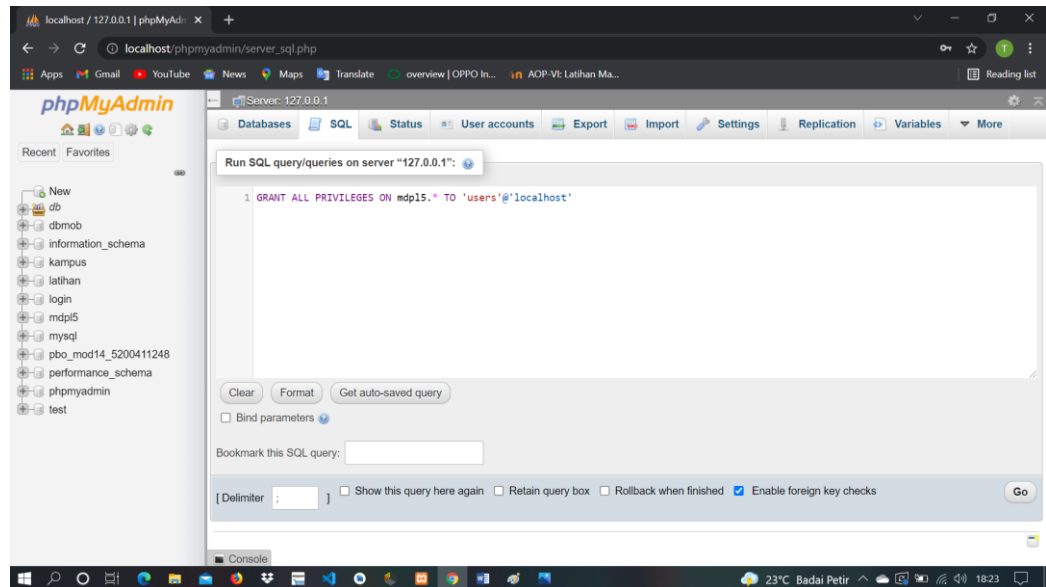 localhost / 127.0.0.1 | phpMyAdn
localhost/phpmyadmin/server_sql.php
Apps Gmail YouTube News Maps Translate overview | OPPO In... AOP-VI: Latihan Ma... Reading list
phpMyAdmin
Recent Favorites
New
db
dbmob
information_schema
kampus
latihan
login
mdpl5
mysql
pbo_mod14_5200411248
performance_schema
phpmyadmin
test
Server: 127.0.0.1
Databases SQL Status User accounts Export Import Settings Replication Variables More
Run SQL query/queries on server “127.0.0.1”:
1 GRANT ALL PRIVILEGES ON mdpl5.* TO 'users'@'localhost'
Clear Format Get auto-saved query
Bind parameters
Bookmark this SQL query:
[ Delimiter ; ] Show this query here again Retain query box Rollback when finished Enable foreign key checks Go
Console
23°C Badai Petir 18:23